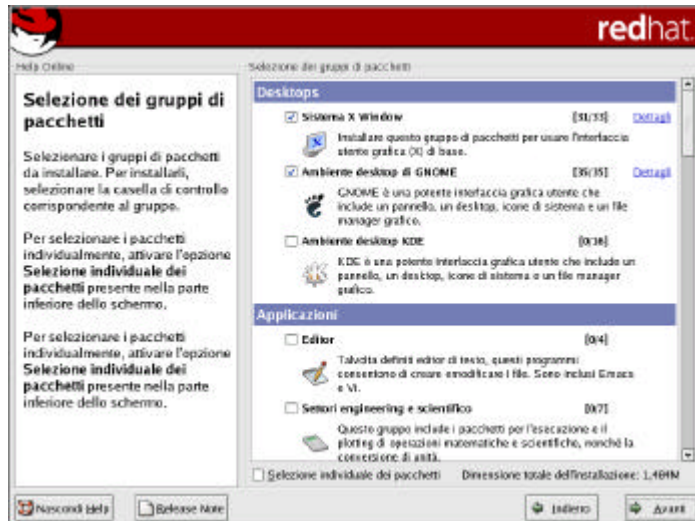 redhat.
Help Online
Selezione dei gruppi di pacchetti
Selezione dei gruppi di
pacchetti
Selezionare i gruppi di pacchetti
da installare. Per installarli,
selezionare la casella di controllo
corrispondente al gruppo.
Per selezionare i pacchetti
individualmente, attivare l'opzione
Selezione individuale dei
pacchetti presente nella parte
inferiore dello schermo.
Per selezionare i pacchetti
individualmente, attivare l'opzione
Selezione individuale dei
pacchetti presente nella parte
inferiore dello schermo.
Desktops
Sistema X Window [31/33] Dettagli
Installare questo gruppo di pacchetti per usare l'interfaccia
utente grafica (X) di base.
Ambiente desktop di GNOME [35/35] Dettagli
GNOME è una potente interfaccia grafica utente che
include un pannello, un desktop, icone di sistema e un file
manager grafico.
Ambiente desktop KDE [0/16]
KDE è una potente interfaccia grafica utente che include un
pannello, un desktop, icone di sistema e un file manager
grafico.
Applicazioni
Editor [0/4]
Talvolta definiti editor di testo, questi programmi
consentono di creare emodificare i file. Sono inclusi Emacs
e Vi.
Settori engineering e scientifico [0/7]
Questo gruppo include i pacchetti per l'esecuzione e il
plotting di operazioni matematiche e scientifiche, nonché la
conversione di unità.
Selezione individuale dei pacchetti Dimensione totale dell'installazione: 1,484M
Nascondi Help Release Note Indietro Avanti